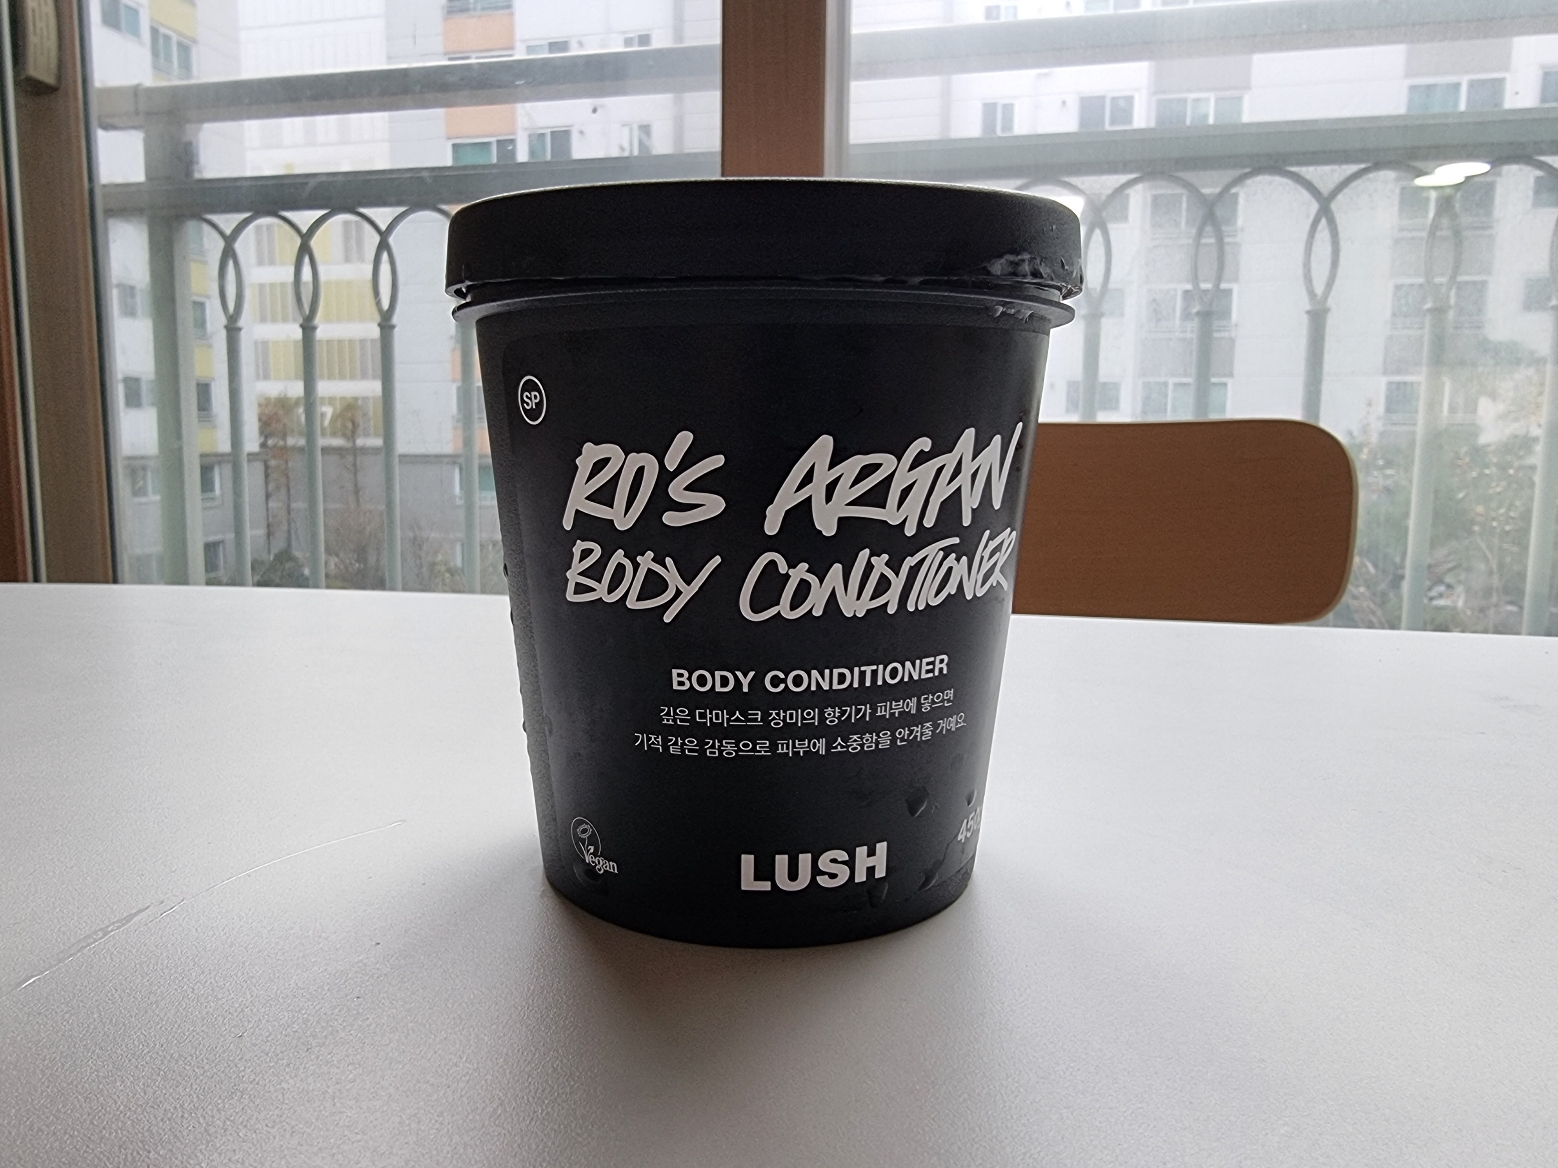 SP
RO'S ARGAN
BODY CONDITIONER
BODY CONDITIONER
깊은 다마스크 장미의 향기가 피부에 닿으면
기적 같은 감동으로 피부에 소중함을 안겨줄 거예요
Vegan
LUSH